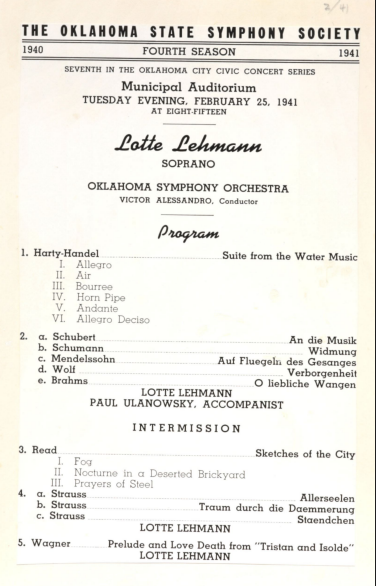 2/41
THE OKLAHOMA STATE SYMPHONY SOCIETY
1940 FOURTH SEASON 1941
SEVENTH IN THE OKLAHOMA CITY CIVIC CONCERT SERIES
Municipal Auditorium
TUESDAY EVENING, FEBRUARY 25, 1941
AT EIGHT-FIFTEEN
Lotte Lehmann
SOPRANO
OKLAHOMA SYMPHONY ORCHESTRA
VICTOR ALESSANDRO, Conductor
Program
1. Harty-Handel Suite from the Water Music
I. Allegro
II. Air
III. Bourree
IV. Horn Pipe
V. Andante
VI. Allegro Deciso
2. a. Schubert An die Musik
b. Schumann Widmung
c. Mendelssohn Auf Fluegeln des Gesanges
d. Wolf Verborgenheit
e. Brahms O liebliche Wangen
LOTTE LEHMANN
PAUL ULANOWSKY, ACCOMPANIST
INTERMISSION
3. Read Sketches of the City
I. Fog
II. Nocturne in a Deserted Brickyard
III. Prayers of Steel
4. a. Strauss Allerseelen
b. Strauss Traum durch die Daemmerung
c. Strauss Staendchen
LOTTE LEHMANN
5. Wagner Prelude and Love Death from "Tristan and Isolde"
LOTTE LEHMANN